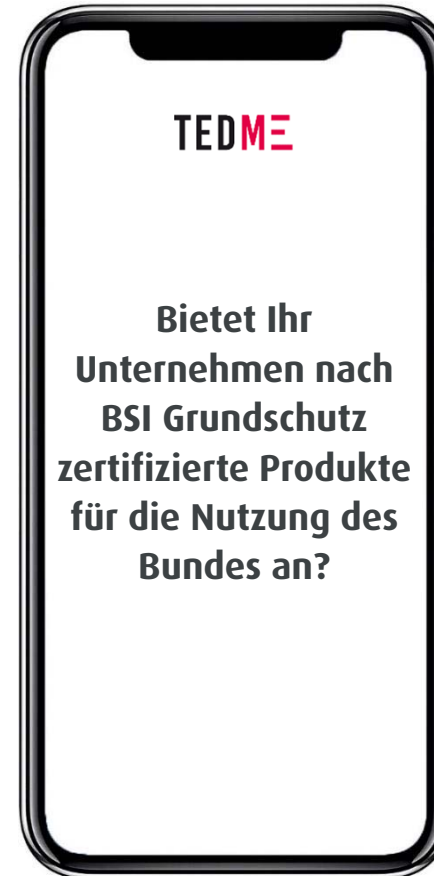 TEDME
Bietet Ihr
Unternehmen nach
BSI Grundschutz
zertifizierte Produkte
für die Nutzung des
Bundes an?